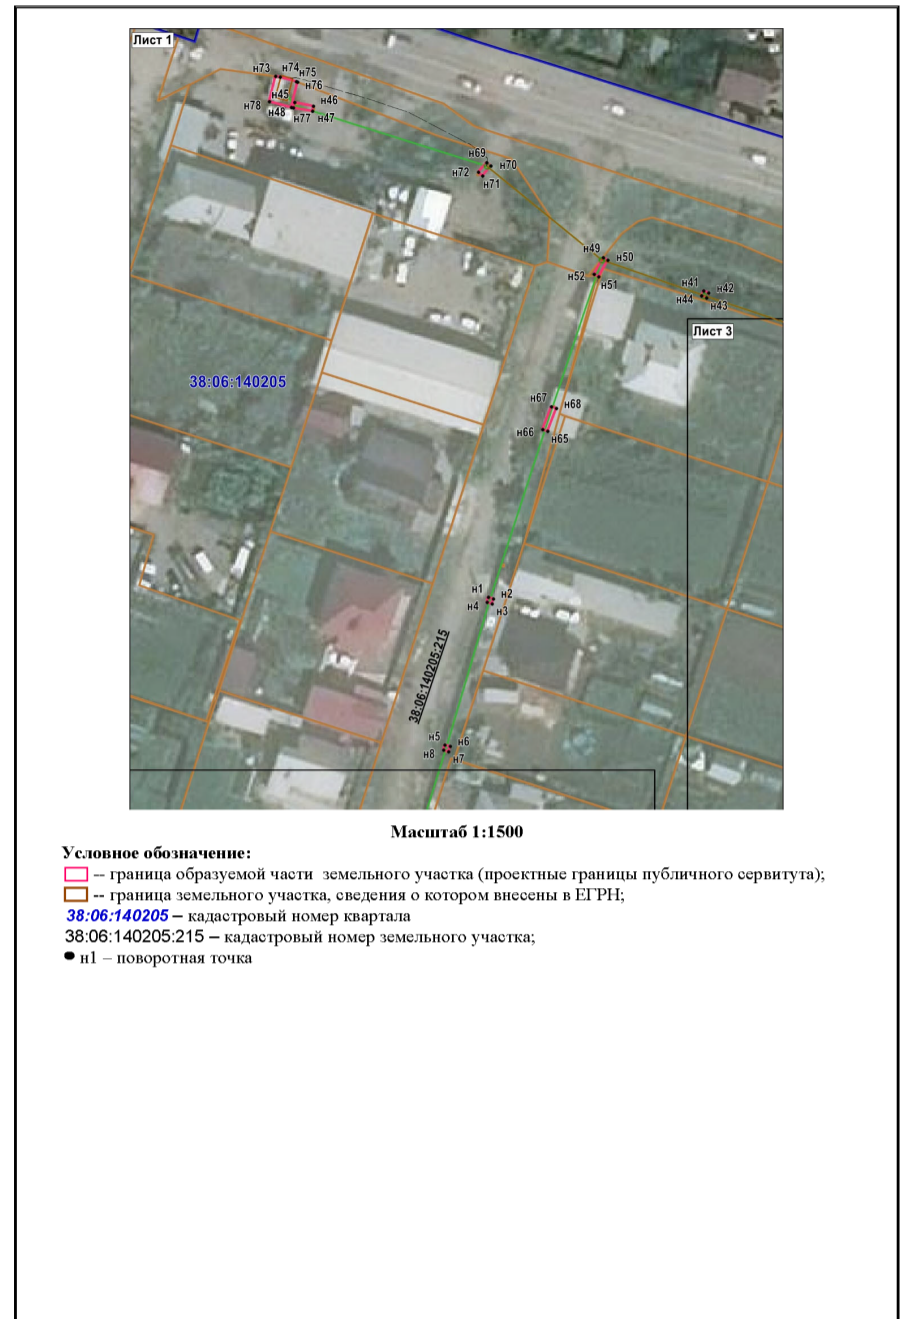 Лист 1
н73 н74
н75
н76
н45
н78
н46
н48
н77 н47
н69
н70
н72
н71
н49
н50
н52
н51
н41
н42
н44
н43
Лист 3
38:06:140205
н67
н68
н66
н65
н1
н2
н4
н3
38:06:140205:215
н5
н6
н8
н7
Масштаб 1:1500
Условное обозначение:
-- граница образуемой части земельного участка (проектные границы публичного сервитута);
-- граница земельного участка, сведения о котором внесены в ЕГРН;
38:06:140205 – кадастровый номер квартала
38:06:140205:215 – кадастровый номер земельного участка;
н1 – поворотная точка